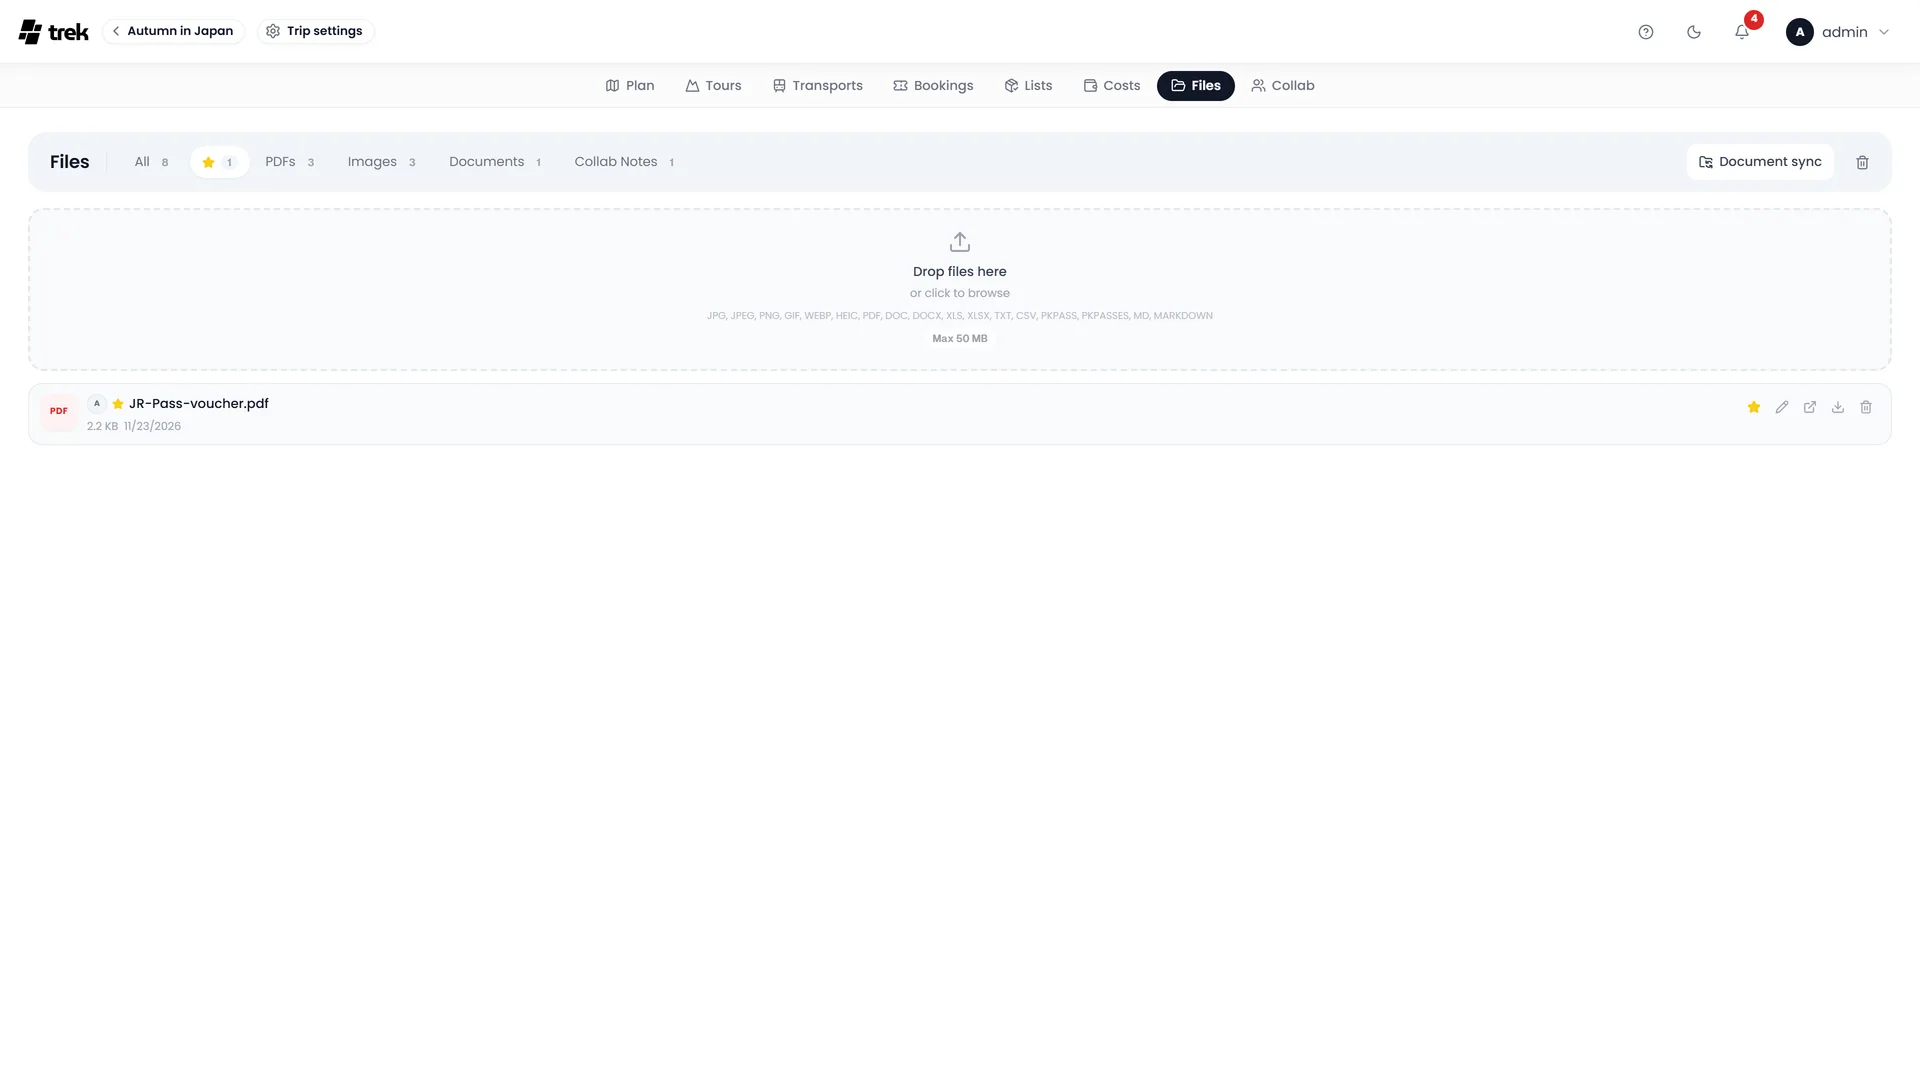 trek
Autumn in Japan
Trip settings
4
A
admin
Plan
Tours
Transports
Bookings
Lists
Costs
Files
Collab
Files
All 8
1
PDFs 3
Images 3
Documents 1
Collab Notes 1
Document sync
Drop files here
or click to browse
JPG, JPEG, PNG, GIF, WEBP, HEIC, PDF, DOC, DOCX, XLS, XLSX, TXT, CSV, PKPASS, PKPASSES, MD, MARKDOWN
Max 50 MB
PDF
A
JR-Pass-voucher.pdf
2.2 KB 11/23/2026